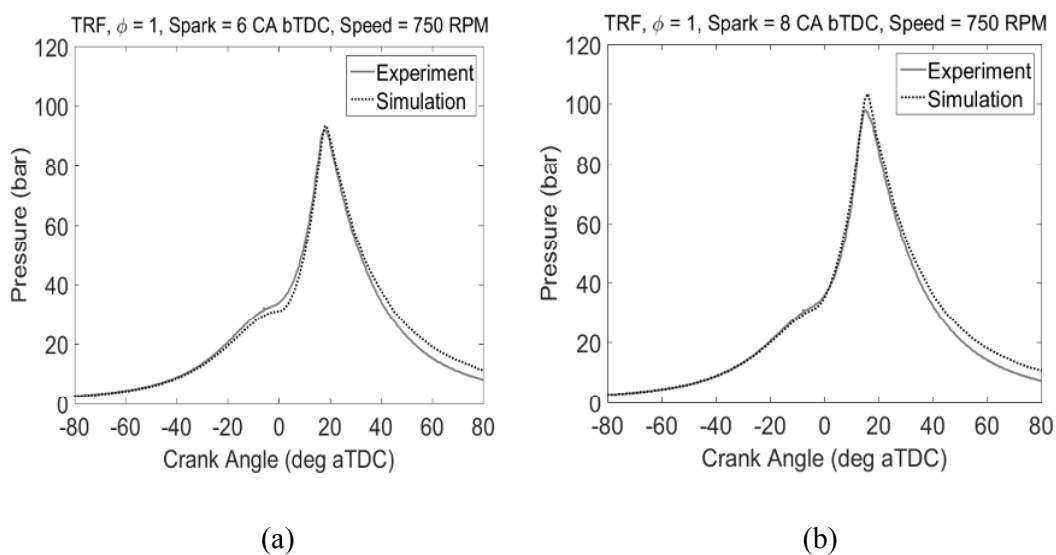 TRF, ϕ = 1, Spark = 6 CA bTDC, Speed = 750 RPM
120
100
80
60
40
20
0
Pressure (bar)
Experiment
Simulation
-80 -60 -40 -20 0 20 40 60 80
Crank Angle (deg aTDC)
(a)
TRF, ϕ = 1, Spark = 8 CA bTDC, Speed = 750 RPM
120
100
80
60
40
20
0
Pressure (bar)
Experiment
Simulation
-80 -60 -40 -20 0 20 40 60 80
Crank Angle (deg aTDC)
(b)